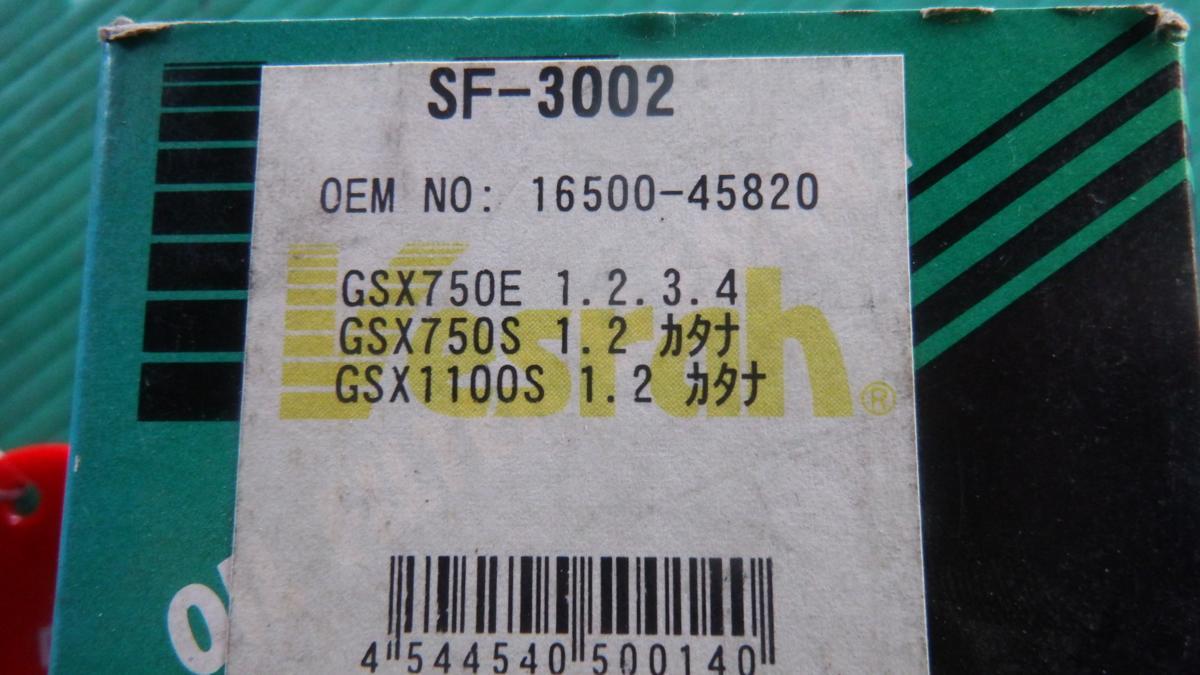 SF-3002
OEM NO: 16500-45820
Vesrah®
GSX750E 1.2.3.4
GSX750S 1.2 カタナ
GSX1100S 1.2 カタナ
4 544540 500140